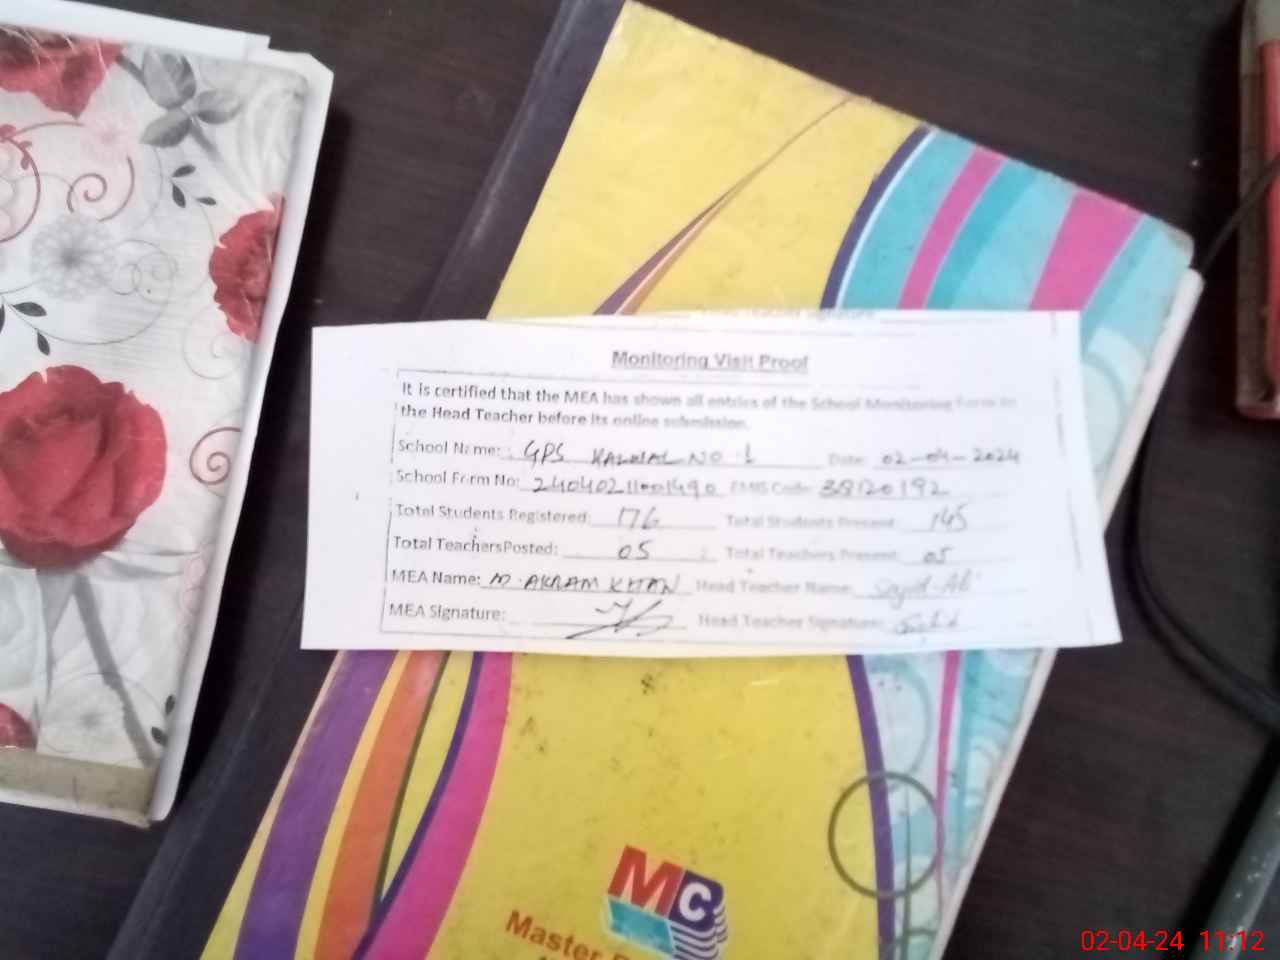 Monitoring Visit Proof
It is certified that the MEA has shown all entries of the School Monitoring Form to
the Head Teacher before its online submission.
School Name: GPS KALWAL NO 1 Date: 02-04-2024
School Form No: 2404021001490 EMIS Code: 38120192
Total Students Registered: 176 Total Students Present: 145
Total Teachers Posted: 05 Total Teachers Present: 05
MEA Name: M. AKRAM KHAN Head Teacher Name: Sajid Ali
MEA Signature: Head Teacher Signature:
MC
Master
02-04-24 11:12